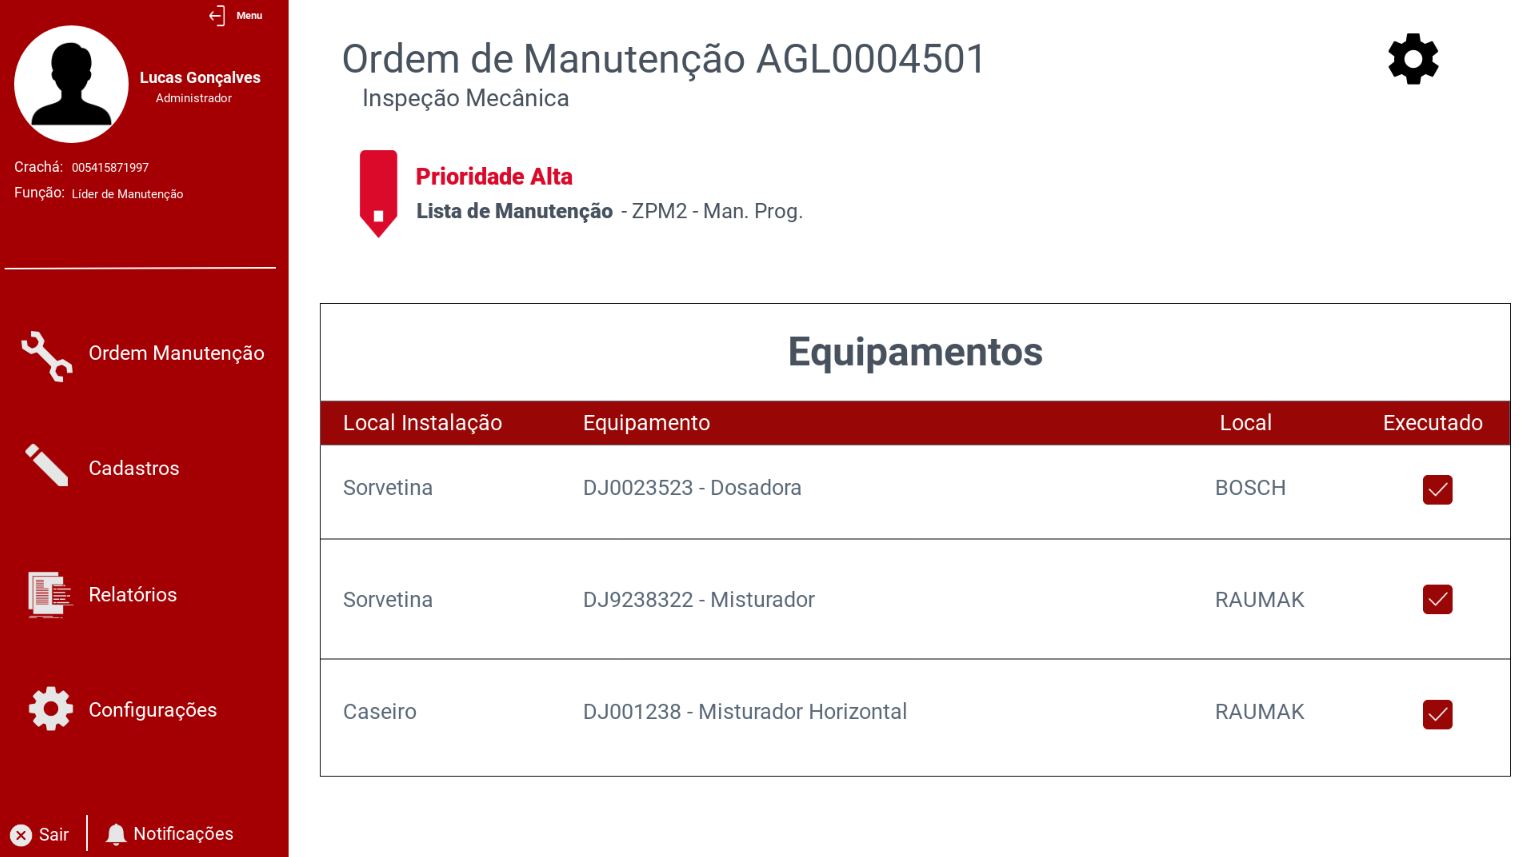 Menu
Lucas Gonçalves
Administrador
Crachá: 005415871997
Função: Líder de Manutenção
Ordem Manutenção
Cadastros
Relatórios
Configurações
Sair
Notificações
Ordem de Manutenção AGL0004501
Inspeção Mecânica
Prioridade Alta
Lista de Manutenção - ZPM2 - Man. Prog.
Equipamentos
Local Instalação Equipamento Local Executado
Sorvetina DJ0023523 - Dosadora BOSCH
Sorvetina DJ9238322 - Misturador RAUMAK
Caseiro DJ001238 - Misturador Horizontal RAUMAK